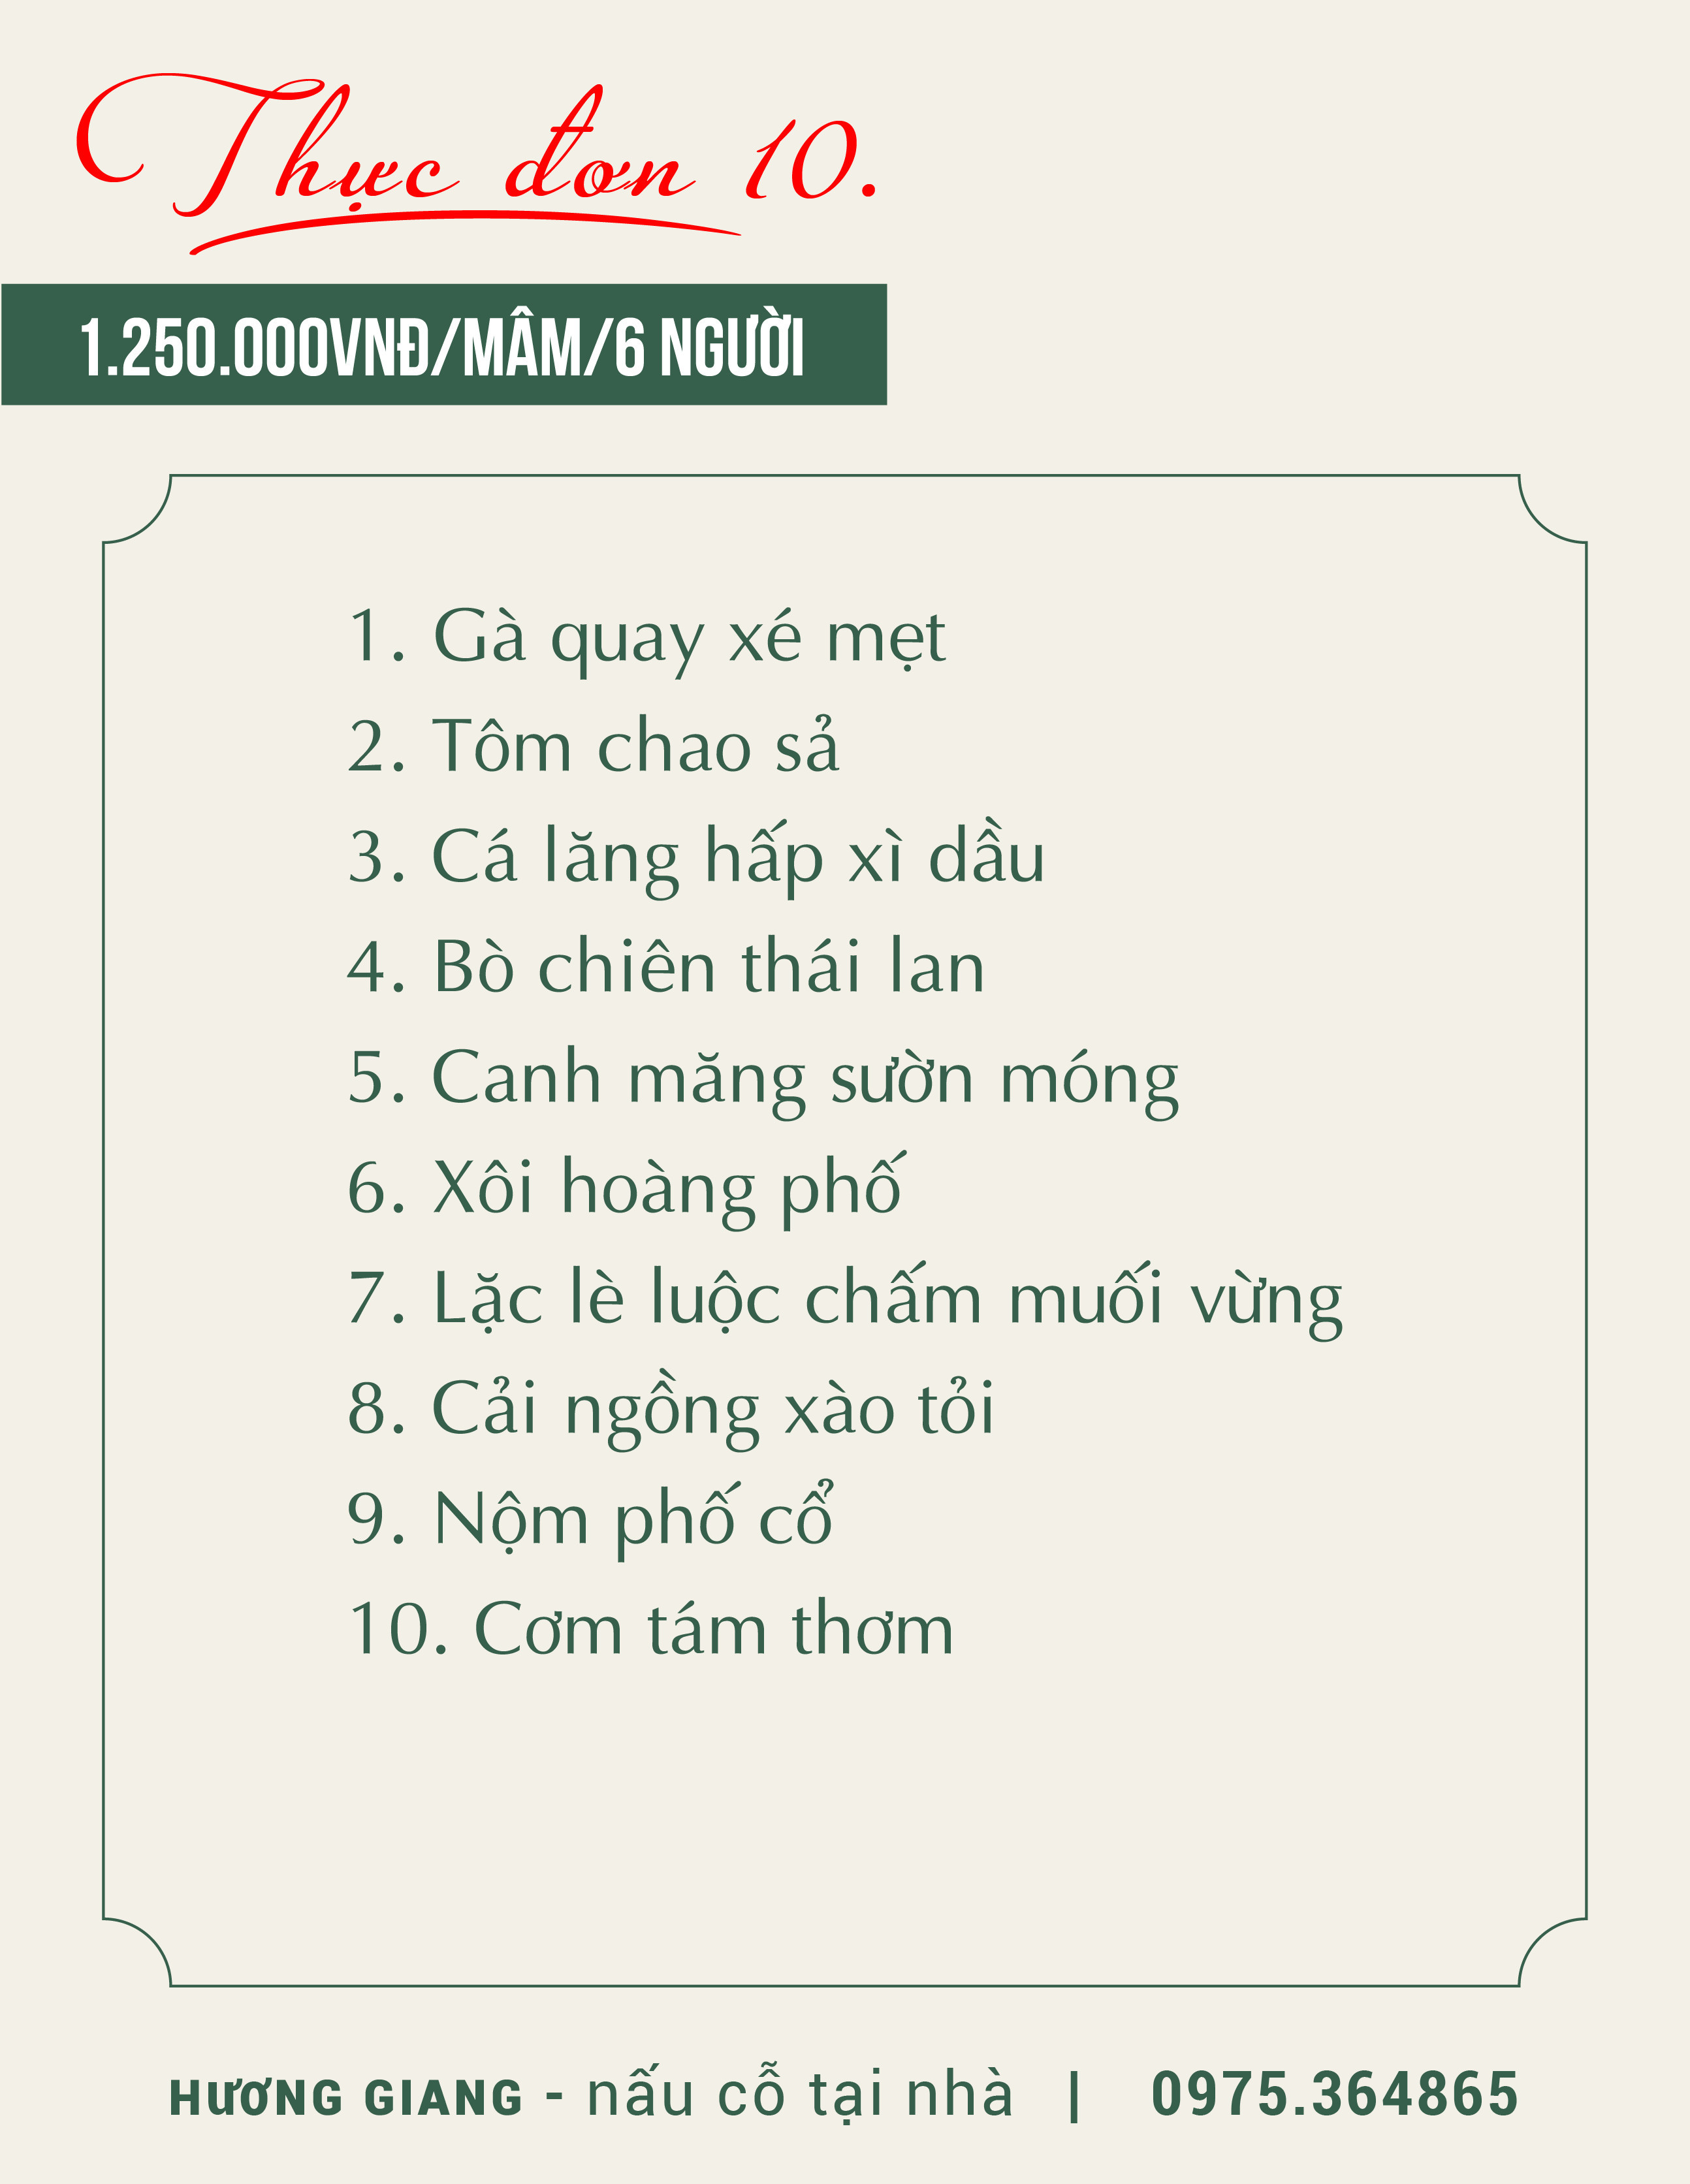 Thực đơn 10.
1.250.000VNĐ/MÂM/6 NGƯỜI
1. Gà quay xé mẹt
2. Tôm chao sả
3. Cá lăng hấp xì dầu
4. Bò chiên thái lan
5. Canh măng sườn móng
6. Xôi hoàng phố
7. Lặc lè luộc chấm muối vừng
8. Cải ngồng xào tỏi
9. Nộm phố cổ
10. Cơm tám thơm
HươNG GIANG - nấu cỗ tại nhà | 0975.364865